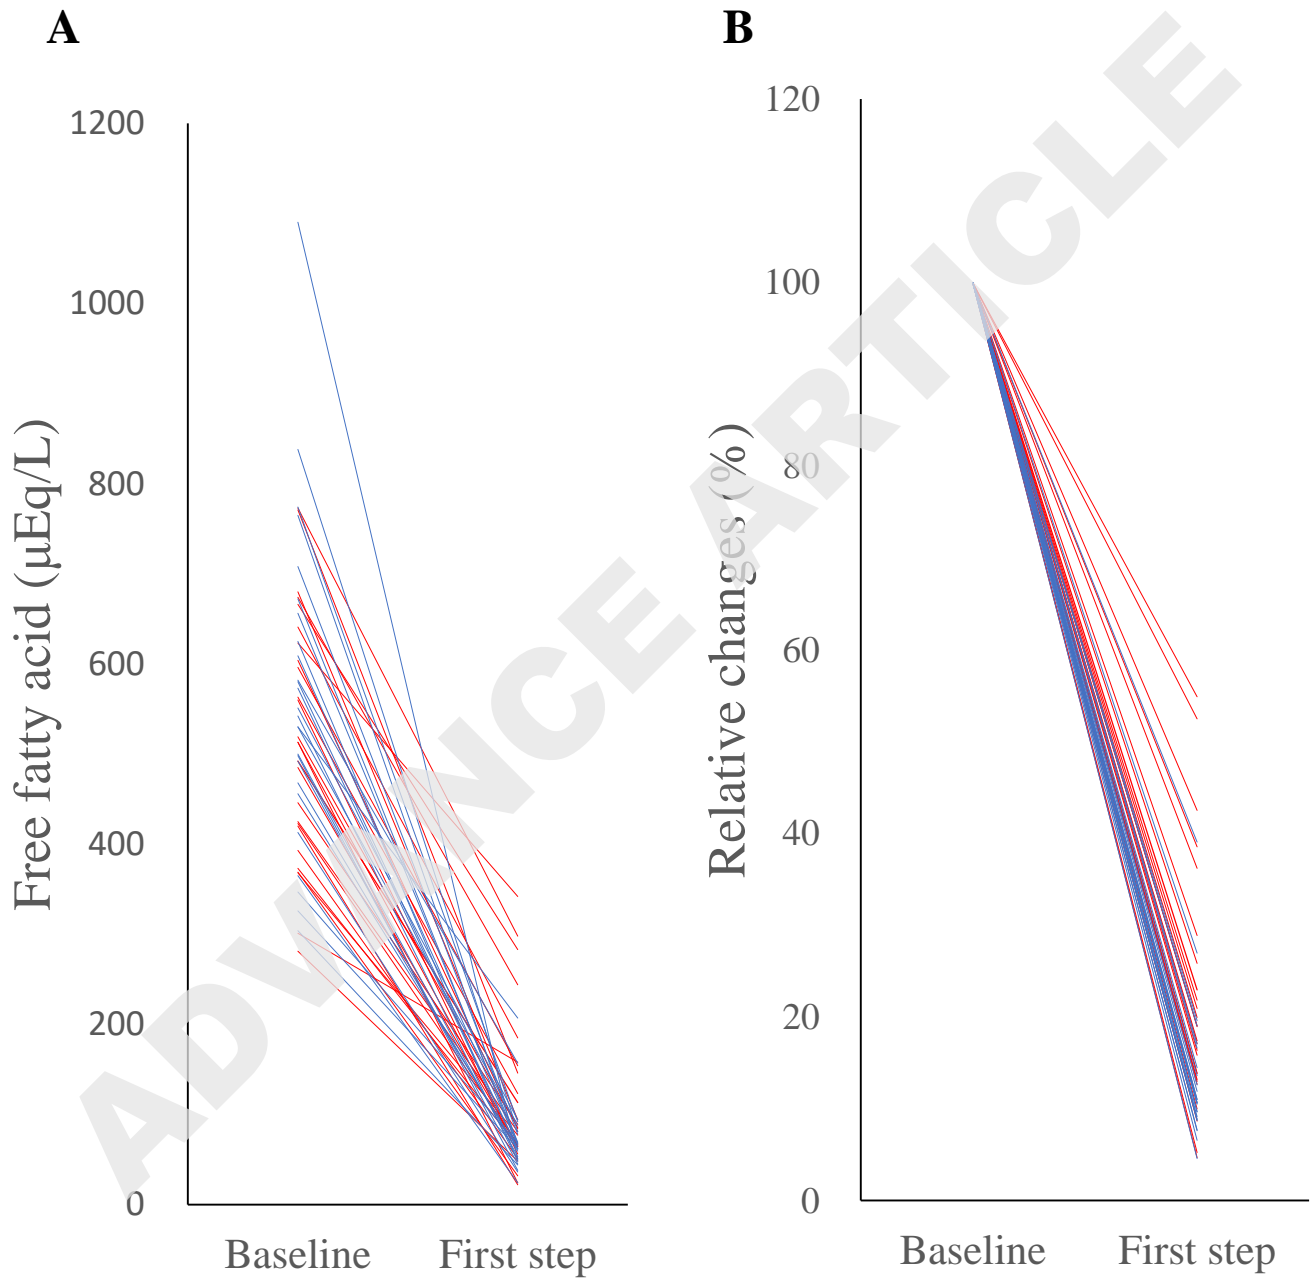 A
B
1200
1000
800
600
400
200
0
Free fatty acid (μEq/L)
Baseline
First step
120
100
80
60
40
20
0
Relative changes (%)
Baseline
First step
ADVANCE ARTICLE